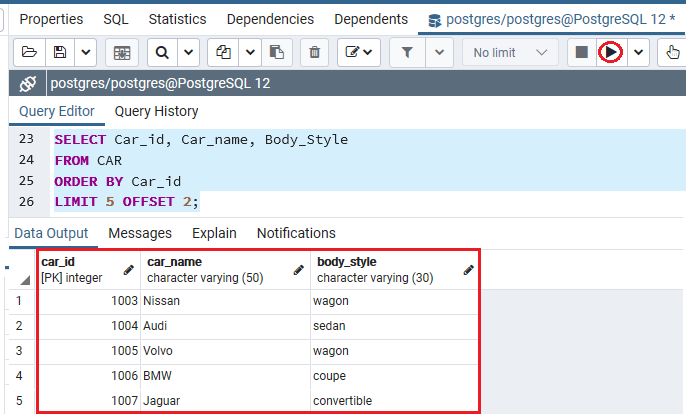 Properties SQL Statistics Dependencies Dependents postgres/postgres@PostgreSQL 12 *
No limit
postgres/postgres@PostgreSQL 12
Query Editor Query History
23 SELECT Car_id, Car_name, Body_Style
24 FROM CAR
25 ORDER BY Car_id
26 LIMIT 5 OFFSET 2;
Data Output Messages Explain Notifications
car_id car_name body_style
[PK] integer character varying (50) character varying (30)
1 1003 Nissan wagon
2 1004 Audi sedan
3 1005 Volvo wagon
4 1006 BMW coupe
5 1007 Jaguar convertible